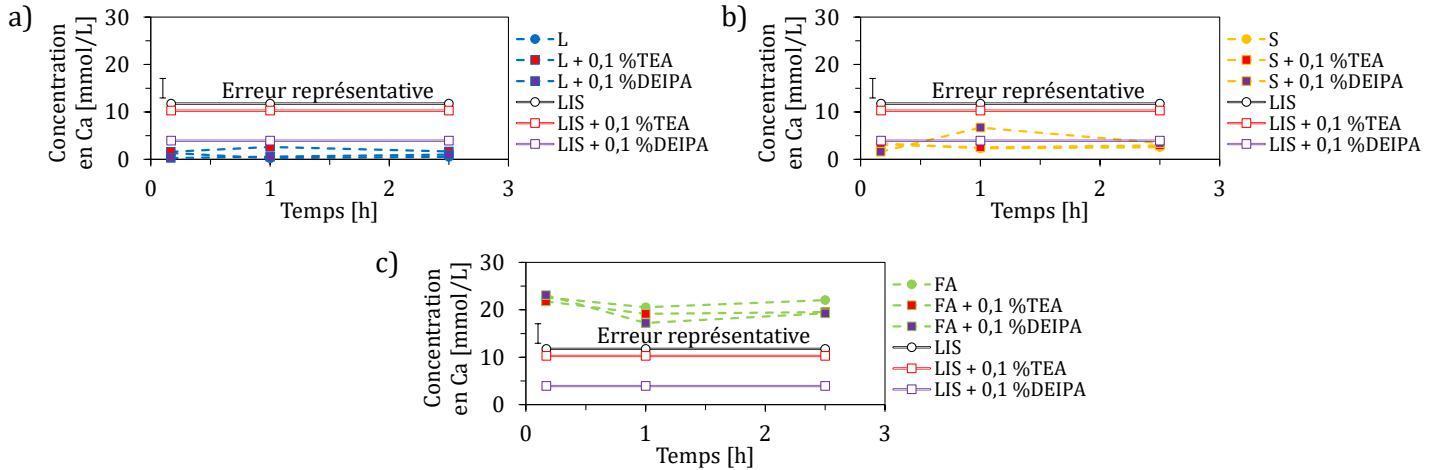 a)
Concentration
en Ca [mmol/L]
30
20
10
0
Erreur représentative
0 1 2 3
Temps [h]
L
L + 0,1 %TEA
L + 0,1 %DEIPA
LIS
LIS + 0,1 %TEA
LIS + 0,1 %DEIPA
b)
Concentration
en Ca [mmol/L]
30
20
10
0
Erreur représentative
0 1 2 3
Temps [h]
S
S + 0,1 %TEA
S + 0,1 %DEIPA
LIS
LIS + 0,1 %TEA
LIS + 0,1 %DEIPA
c)
Concentration
en Ca [mmol/L]
30
20
10
0
Erreur représentative
0 1 2 3
Temps [h]
FA
FA + 0,1 %TEA
FA + 0,1 %DEIPA
LIS
LIS + 0,1 %TEA
LIS + 0,1 %DEIPA